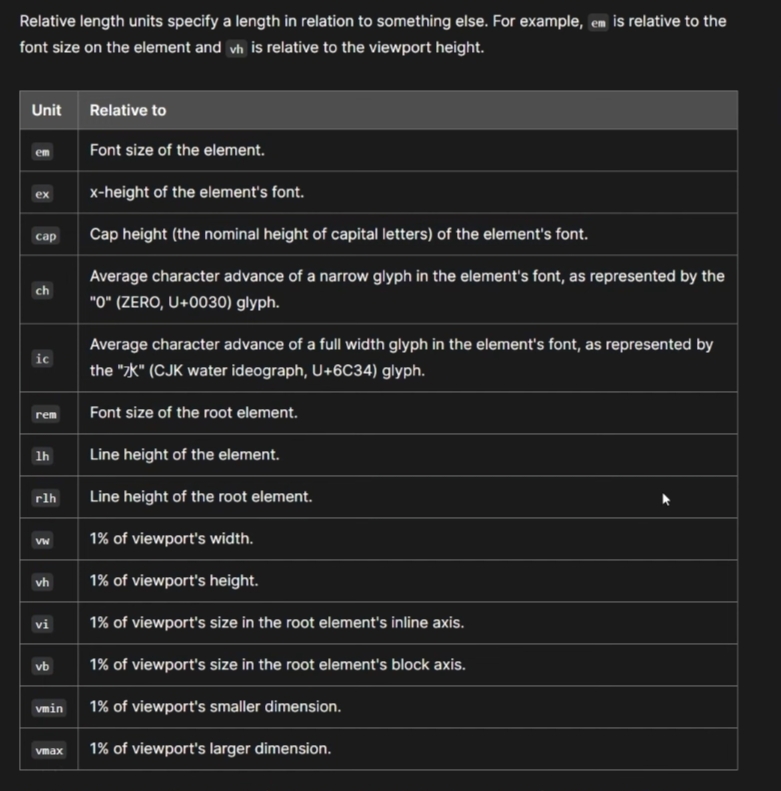 Relative length units specify a length in relation to something else. For example, em is relative to the
font size on the element and vh is relative to the viewport height.
Unit Relative to
em Font size of the element.
ex x-height of the element's font.
cap Cap height (the nominal height of capital letters) of the element's font.
ch Average character advance of a narrow glyph in the element's font, as represented by the
"0" (ZERO, U+0030) glyph.
ic Average character advance of a full width glyph in the element's font, as represented by
the "水" (CJK water ideograph, U+6C34) glyph.
rem Font size of the root element.
lh Line height of the element.
rlh Line height of the root element.
vw 1% of viewport's width.
vh 1% of viewport's height.
vi 1% of viewport's size in the root element's inline axis.
vb 1% of viewport's size in the root element's block axis.
vmin 1% of viewport's smaller dimension.
vmax 1% of viewport's larger dimension.